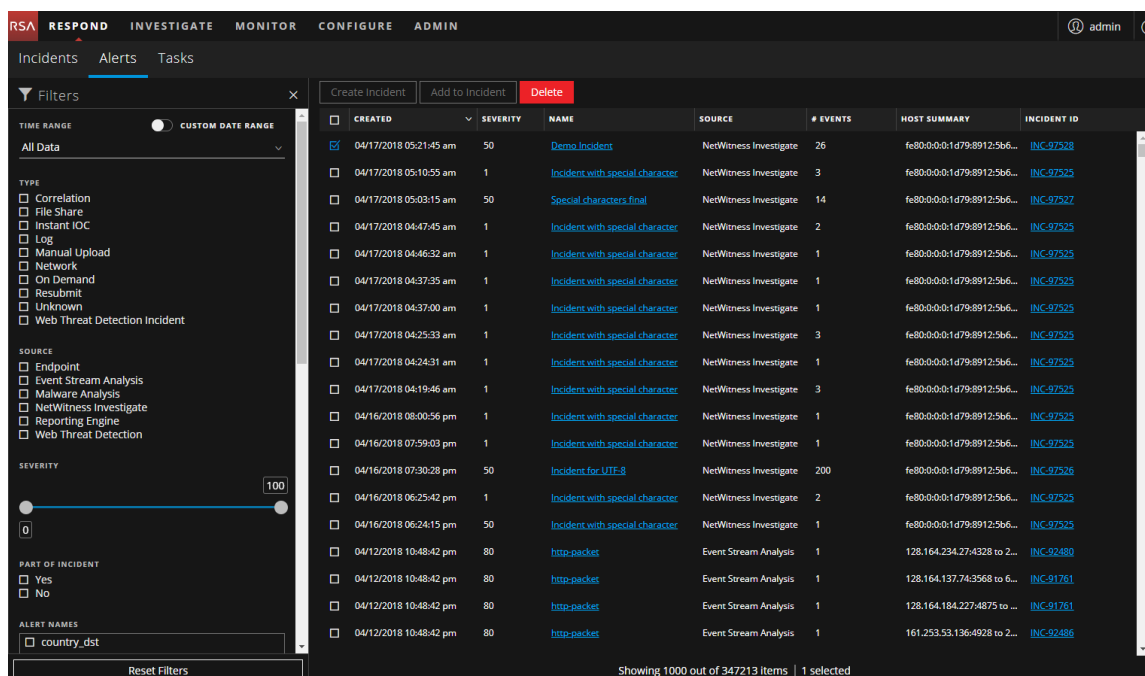 RSA RESPOND INVESTIGATE MONITOR CONFIGURE ADMIN admin
Incidents Alerts Tasks
Filters
TIME RANGE CUSTOM DATE RANGE
All Data
TYPE
Correlation
File Share
Instant IOC
Log
Manual Upload
Network
On Demand
Resubmit
Unknown
Web Threat Detection Incident
SOURCE
Endpoint
Event Stream Analysis
Malware Analysis
NetWitness Investigate
Reporting Engine
Web Threat Detection
SEVERITY
100
0
PART OF INCIDENT
Yes
No
ALERT NAMES
country_dst
Reset Filters
Create Incident Add to Incident Delete
CREATED SEVERITY NAME SOURCE # EVENTS HOST SUMMARY INCIDENT ID
04/17/2018 05:21:45 am 50 Demo Incident NetWitness Investigate 26 fe80:0:0:0:1d79:8912:5b6... INC-97528
04/17/2018 05:10:55 am 1 Incident with special character NetWitness Investigate 3 fe80:0:0:0:1d79:8912:5b6... INC-97525
04/17/2018 05:03:15 am 50 Special characters final NetWitness Investigate 14 fe80:0:0:0:1d79:8912:5b6... INC-97527
04/17/2018 04:47:45 am 1 Incident with special character NetWitness Investigate 2 fe80:0:0:0:1d79:8912:5b6... INC-97525
04/17/2018 04:46:32 am 1 Incident with special character NetWitness Investigate 1 fe80:0:0:0:1d79:8912:5b6... INC-97525
04/17/2018 04:37:35 am 1 Incident with special character NetWitness Investigate 1 fe80:0:0:0:1d79:8912:5b6... INC-97525
04/17/2018 04:37:00 am 1 Incident with special character NetWitness Investigate 1 fe80:0:0:0:1d79:8912:5b6... INC-97525
04/17/2018 04:25:33 am 1 Incident with special character NetWitness Investigate 3 fe80:0:0:0:1d79:8912:5b6... INC-97525
04/17/2018 04:24:31 am 1 Incident with special character NetWitness Investigate 1 fe80:0:0:0:1d79:8912:5b6... INC-97525
04/17/2018 04:19:46 am 1 Incident with special character NetWitness Investigate 3 fe80:0:0:0:1d79:8912:5b6... INC-97525
04/16/2018 08:00:56 pm 1 Incident with special character NetWitness Investigate 1 fe80:0:0:0:1d79:8912:5b6... INC-97525
04/16/2018 07:59:03 pm 1 Incident with special character NetWitness Investigate 1 fe80:0:0:0:1d79:8912:5b6... INC-97525
04/16/2018 07:30:28 pm 50 Incident for UTF-8 NetWitness Investigate 200 fe80:0:0:0:1d79:8912:5b6... INC-97526
04/16/2018 06:25:42 pm 1 Incident with special character NetWitness Investigate 2 fe80:0:0:0:1d79:8912:5b6... INC-97525
04/16/2018 06:24:15 pm 50 Incident with special character NetWitness Investigate 1 fe80:0:0:0:1d79:8912:5b6... INC-97525
04/12/2018 10:48:42 pm 80 http-packet Event Stream Analysis 1 128.164.234.27:4328 to 2... INC-92480
04/12/2018 10:48:42 pm 80 http-packet Event Stream Analysis 1 128.164.137.74:3568 to 6... INC-91761
04/12/2018 10:48:42 pm 80 http-packet Event Stream Analysis 1 128.164.184.227:4875 to ... INC-91761
04/12/2018 10:48:42 pm 80 http-packet Event Stream Analysis 1 161.253.53.136:4928 to 2... INC-92486
Showing 1000 out of 347213 items | 1 selected